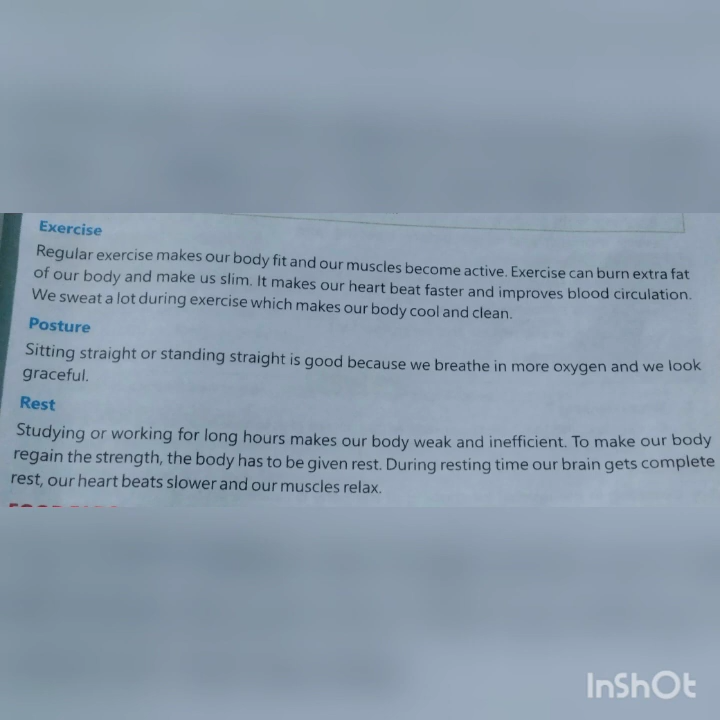 Exercise
Regular exercise makes our body fit and our muscles become active. Exercise can burn extra fat
of our body and make us slim. It makes our heart beat faster and improves blood circulation.
We sweat a lot during exercise which makes our body cool and clean.
Posture
Sitting straight or standing straight is good because we breathe in more oxygen and we look
graceful.
Rest
Studying or working for long hours makes our body weak and inefficient. To make our body
regain the strength, the body has to be given rest. During resting time our brain gets complete
rest, our heart beats slower and our muscles relax.
InShOt